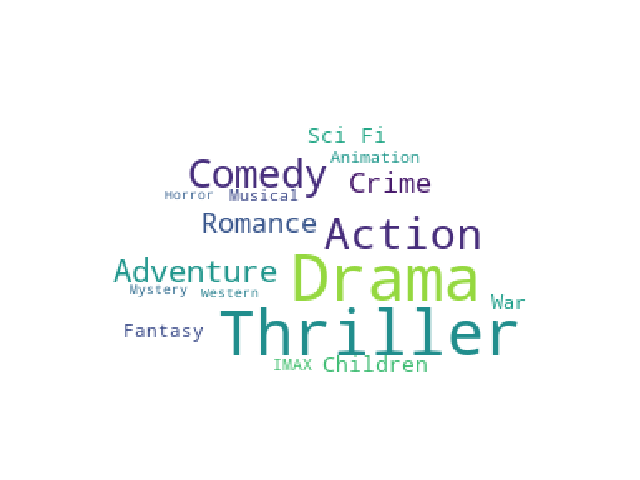 Sci Fi
Animation
Comedy Crime
Horror Musical
Romance Action
Adventure Drama
Mystery Western
War
Fantasy Thriller
IMAX Children